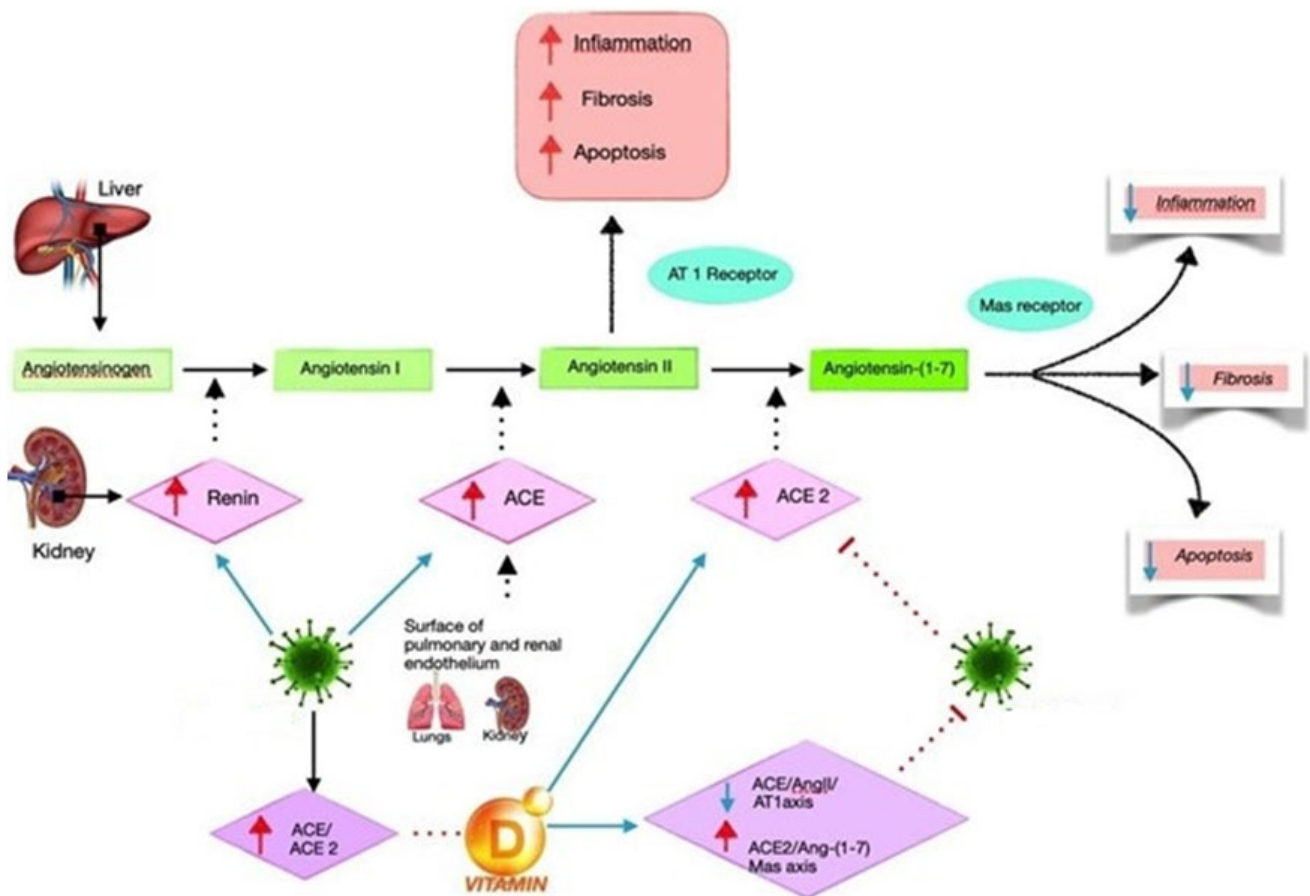 Infiammation
Fibrosis
Apoptosis
Liver
AT 1 Receptor
Mas receptor
Infiammation
Angiotensinogen
Angiotensin I
Angiotensin II
Angiotensin-(1-7)
Fibrosis
Renin
ACE
ACE 2
Kidney
Apoptosis
Surface of
pulmonary and renal
endothelium
Lungs
Kidney
ACE/
ACE 2
D
VITAMIN
ACE/AngII/
AT1axis
ACE2/Ang-(1-7)
Mas axis